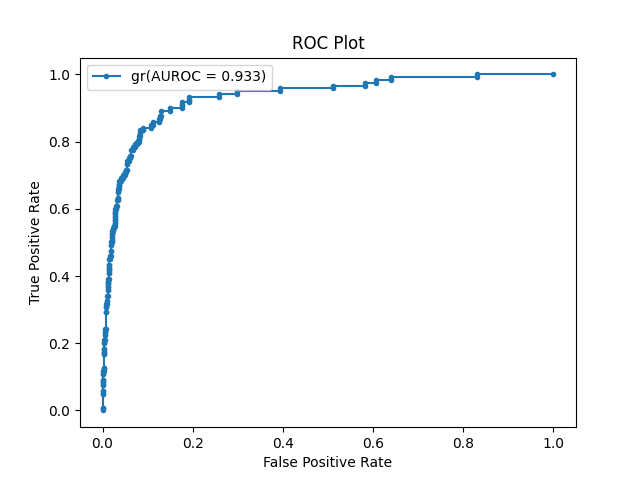 ROC Plot
gr(AUROC = 0.933)
True Positive Rate
1.0
0.8
0.6
0.4
0.2
0.0
0.0 0.2 0.4 0.6 0.8 1.0
False Positive Rate